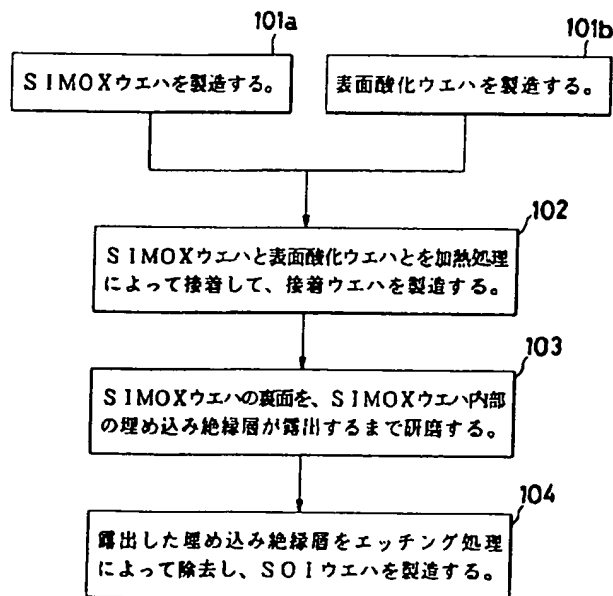 101a
101b
SIMOXウエハを製造する。
表面酸化ウエハを製造する。
102
SIMOXウエハと表面酸化ウエハとを加熱処理
によって接着して、接着ウエハを製造する。
103
SIMOXウエハの裏面を、SIMOXウエハ内部
の埋め込み絶縁層が露出するまで研磨する。
104
露出した埋め込み絶縁層をエッチング処理
によって除去し、SOIウエハを製造する。